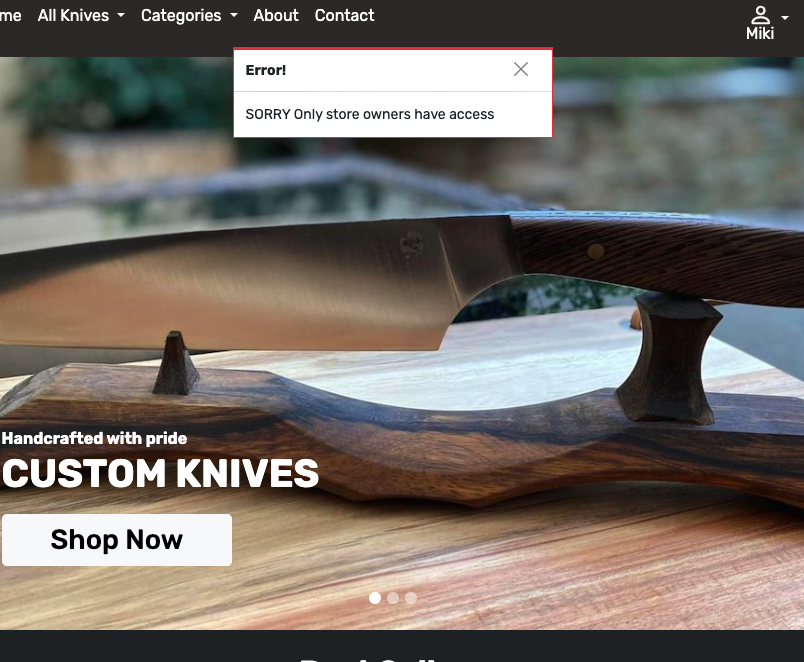 me All Knives Categories About Contact
Miki
Error!
SORRY Only store owners have access
Handcrafted with pride
CUSTOM KNIVES
Shop Now